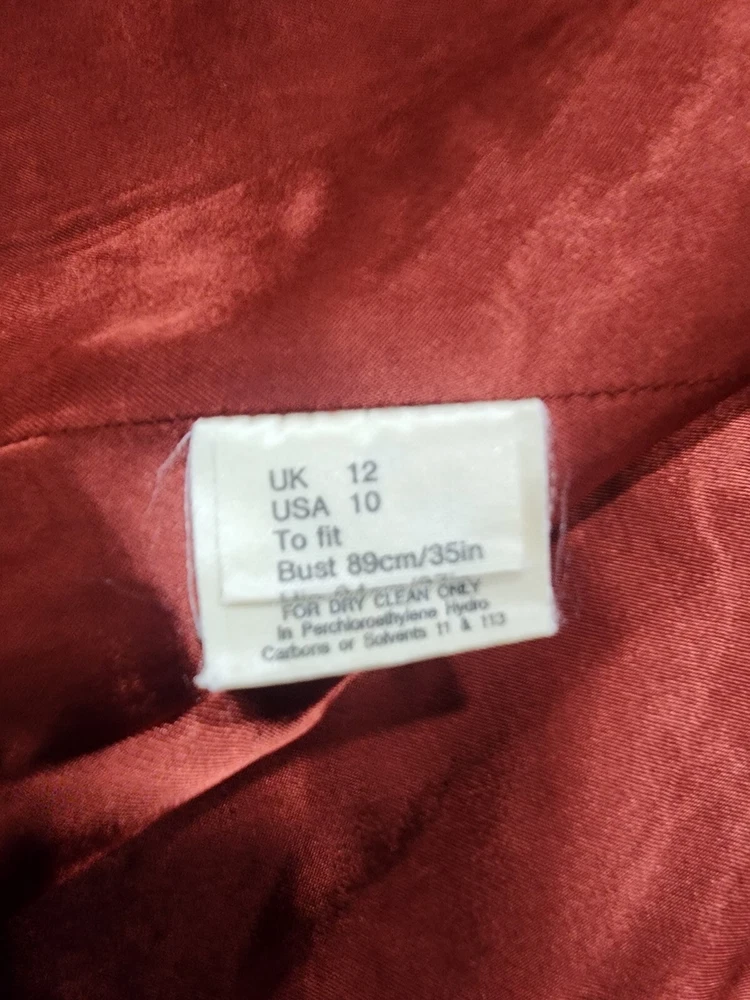 UK 12
USA 10
To fit
Bust 89cm/35in
FOR DRY CLEAN ONLY
In Perchloroethylene Hydro
Carbons or Solvents 11 & 113